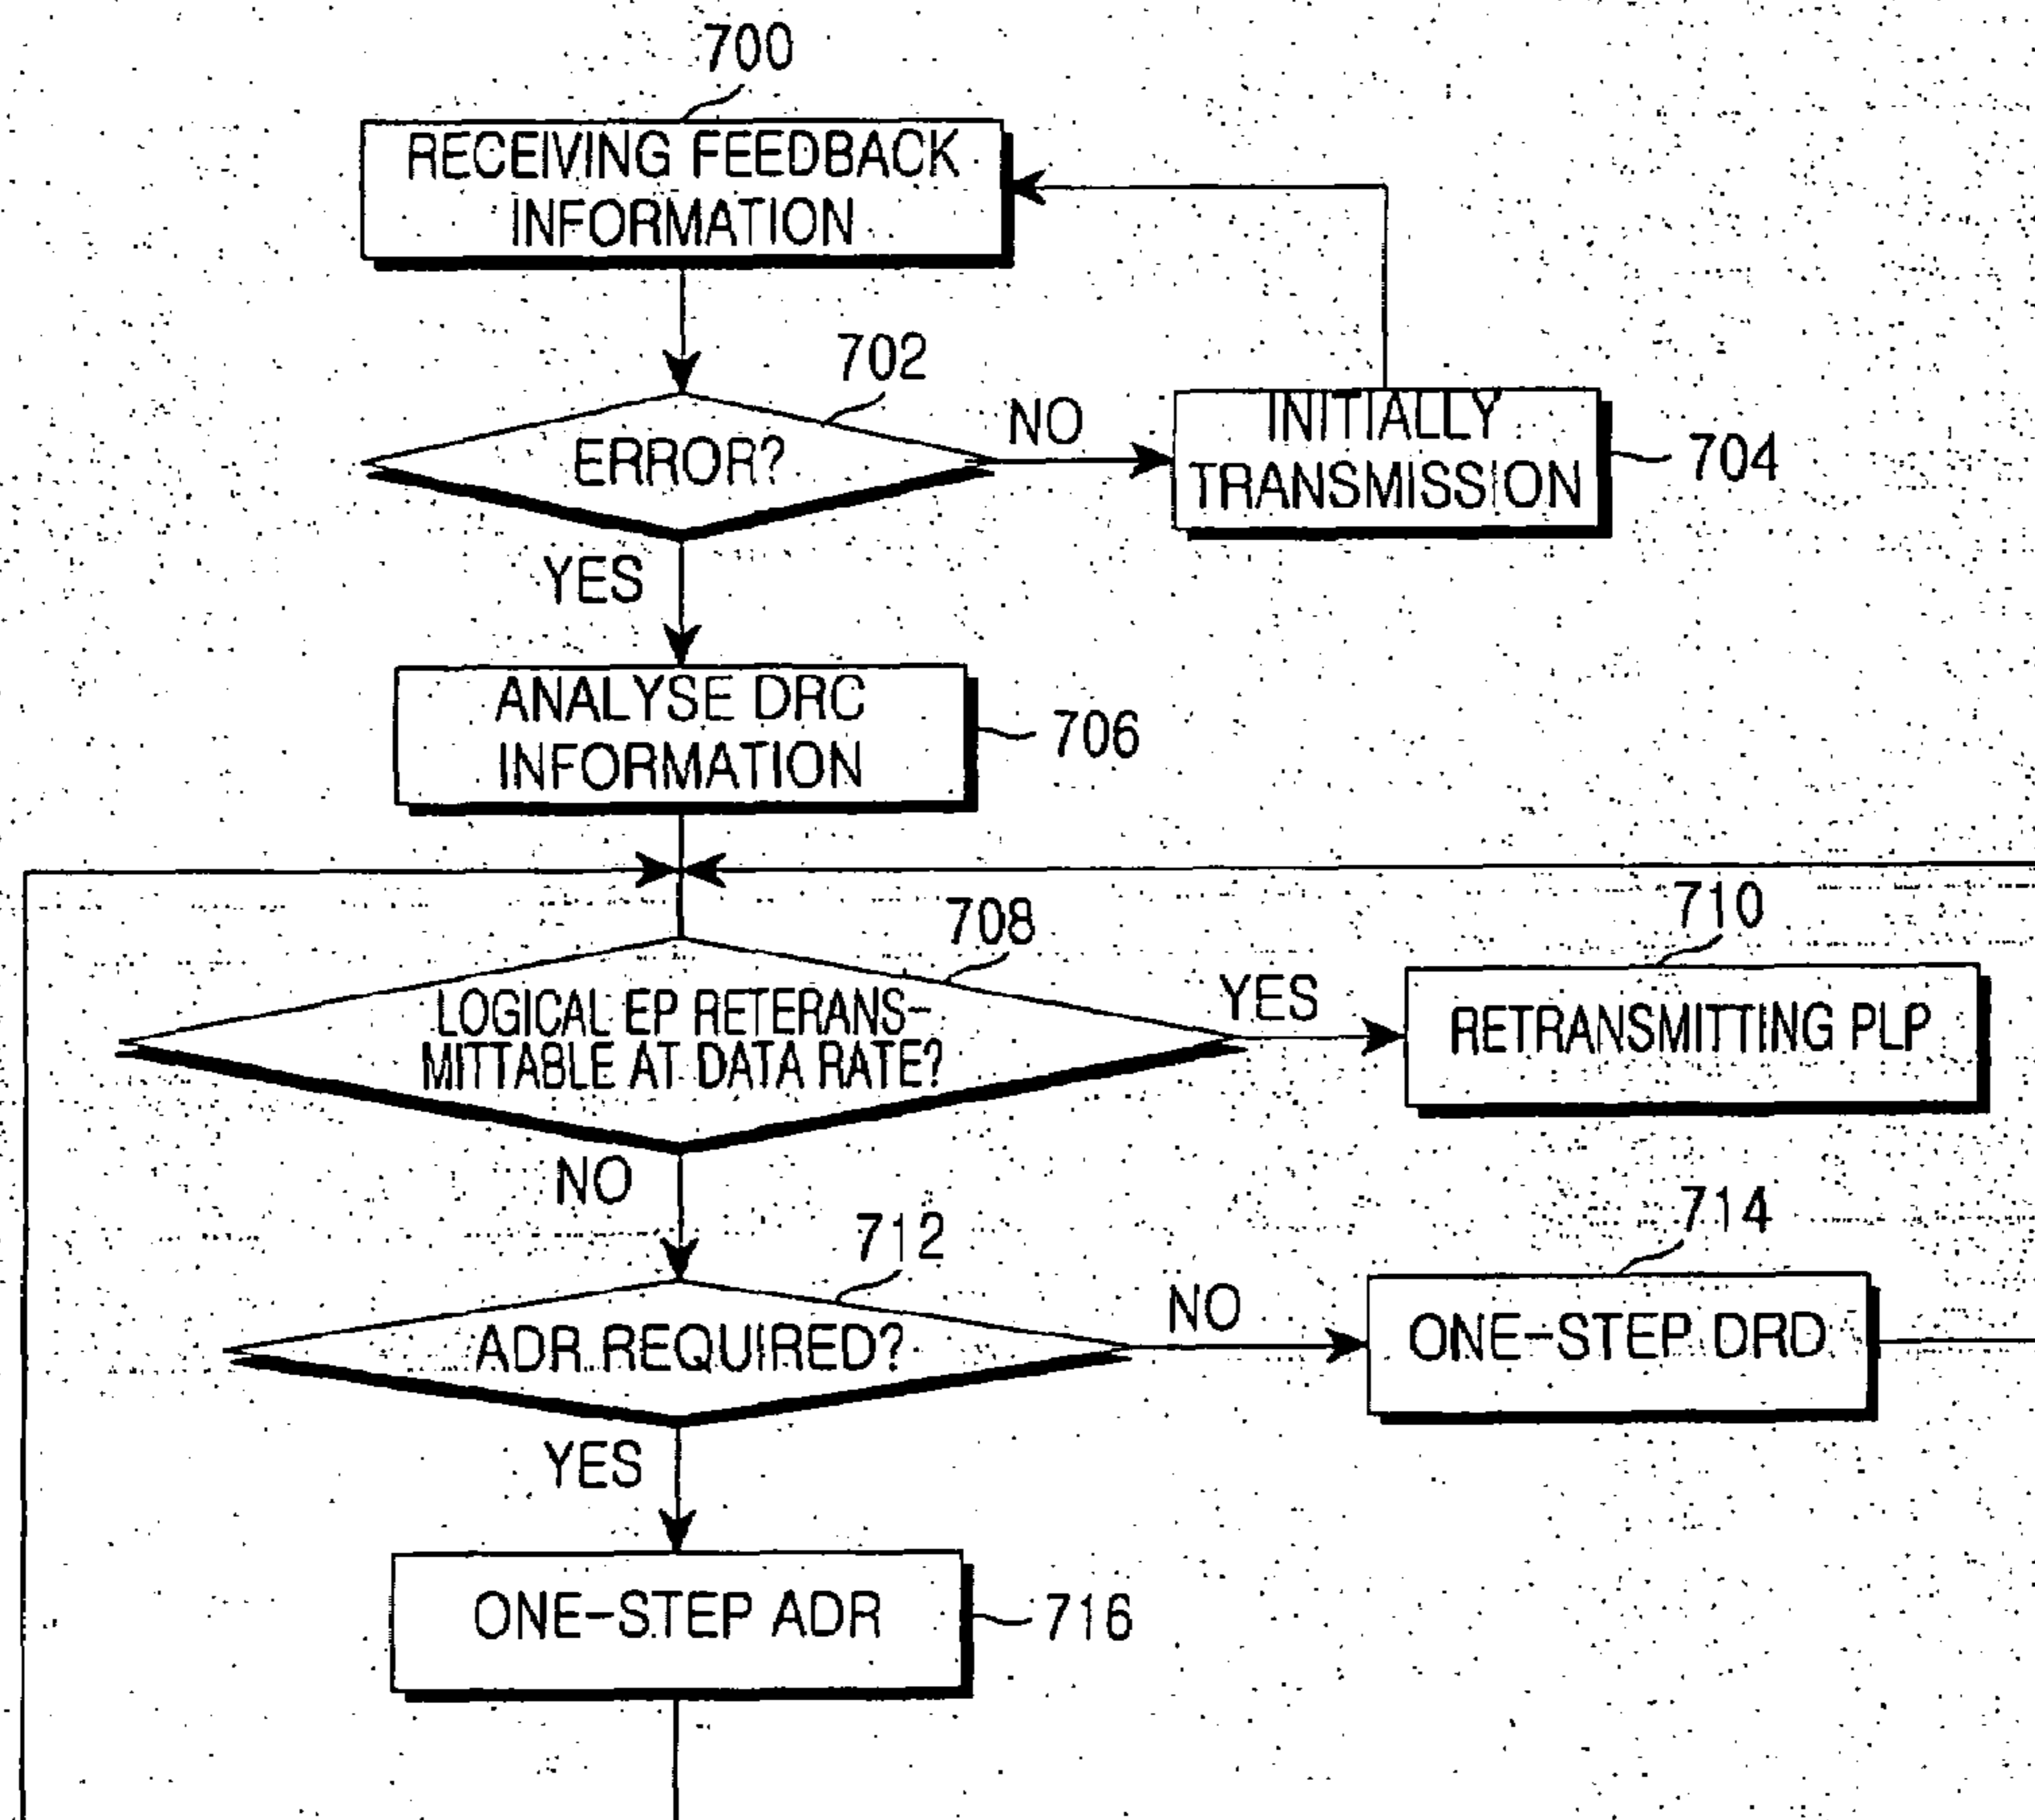 700
RECEIVING FEEDBACK
INFORMATION
702
ERROR?
NO
INITIALLY
TRANSMISSION
704
YES
ANALYSE DRC
INFORMATION
706
708
LOGICAL EP RETERANS-
MITTABLE AT DATA RATE?
YES
710
RETRANSMITTING PLP
NO
712
ADR REQUIRED?
NO
714
ONE-STEP DRD
YES
ONE-STEP ADR
716